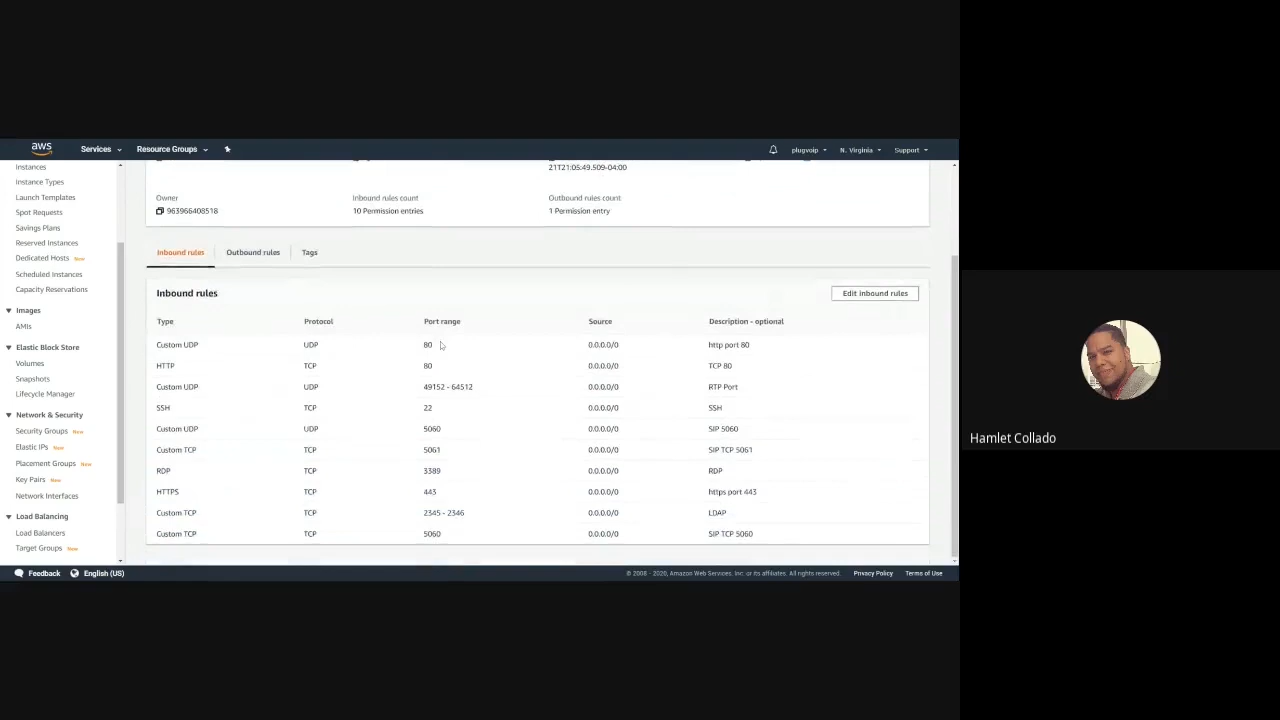 aws Services Resource Groups plugvoip N. Virginia Support
Instances
Instance Types
Launch Templates
Spot Requests
Savings Plans
Reserved Instances
Dedicated Hosts New
Scheduled Instances
Capacity Reservations
Images
AMIs
Elastic Block Store
Volumes
Snapshots
Lifecycle Manager
Network & Security
Security Groups New
Elastic IPs New
Placement Groups New
Key Pairs New
Network Interfaces
Load Balancing
Load Balancers
Target Groups New
21T21:05:49.509-04:00
Owner Inbound rules count Outbound rules count
963966408518 10 Permission entries 1 Permission entry
Inbound rules Outbound rules Tags
Inbound rules Edit inbound rules
Type Protocol Port range Source Description - optional
Custom UDP UDP 80 0.0.0.0/0 http port 80
HTTP TCP 80 0.0.0.0/0 TCP 80
Custom UDP UDP 49152 - 64512 0.0.0.0/0 RTP Port
SSH TCP 22 0.0.0.0/0 SSH
Custom UDP UDP 5060 0.0.0.0/0 SIP 5060
Custom TCP TCP 5061 0.0.0.0/0 SIP TCP 5061
RDP TCP 3389 0.0.0.0/0 RDP
HTTPS TCP 443 0.0.0.0/0 https port 443
Custom TCP TCP 2345 - 2346 0.0.0.0/0 LDAP
Custom TCP TCP 5060 0.0.0.0/0 SIP TCP 5060
Feedback English (US) © 2008 - 2020, Amazon Web Services, Inc. or its affiliates. All rights reserved. Privacy Policy Terms of Use
Hamlet Collado